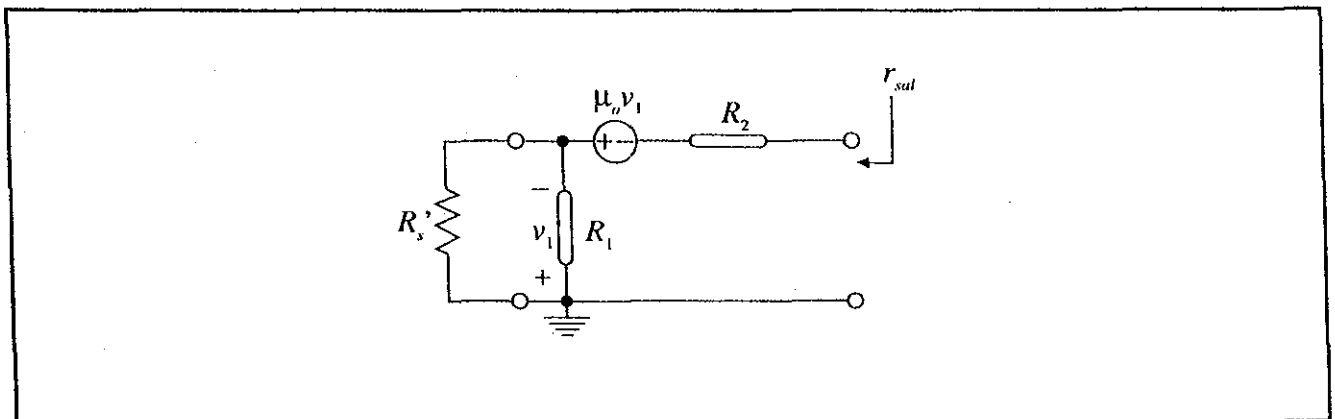 r_sal
μ_o v_1
R_2
+ −
R_s'
−
v_1
R_1
+